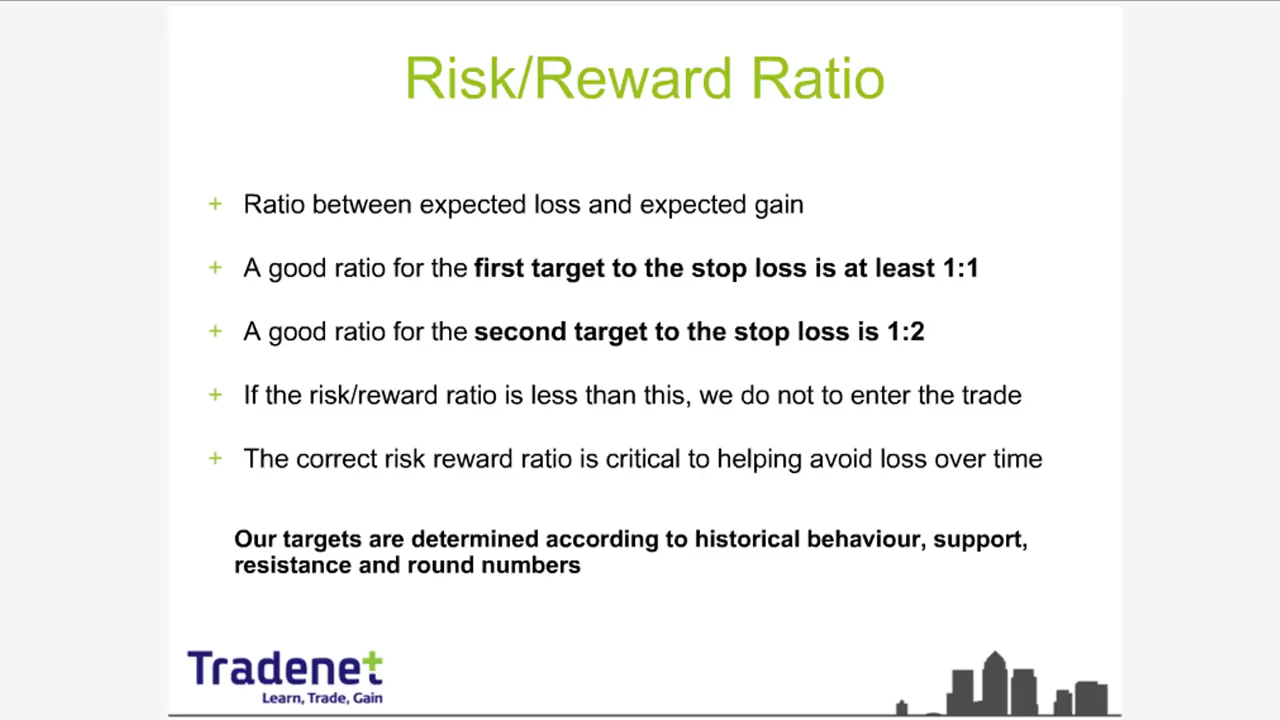 Risk/Reward Ratio
+ Ratio between expected loss and expected gain
+ A good ratio for the first target to the stop loss is at least 1:1
+ A good ratio for the second target to the stop loss is 1:2
+ If the risk/reward ratio is less than this, we do not to enter the trade
+ The correct risk reward ratio is critical to helping avoid loss over time
Our targets are determined according to historical behaviour, support,
resistance and round numbers
Tradenet
Learn, Trade, Gain